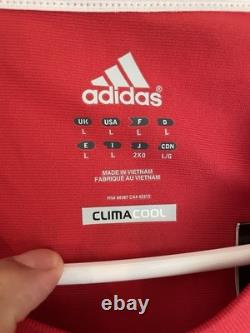 adidas
UK USA F D
L L L L
E I J CDN
L L 2XO L/G
MADE IN VIETNAM
FABRIQUÉ AU VIETNAM
CLIMACOOL